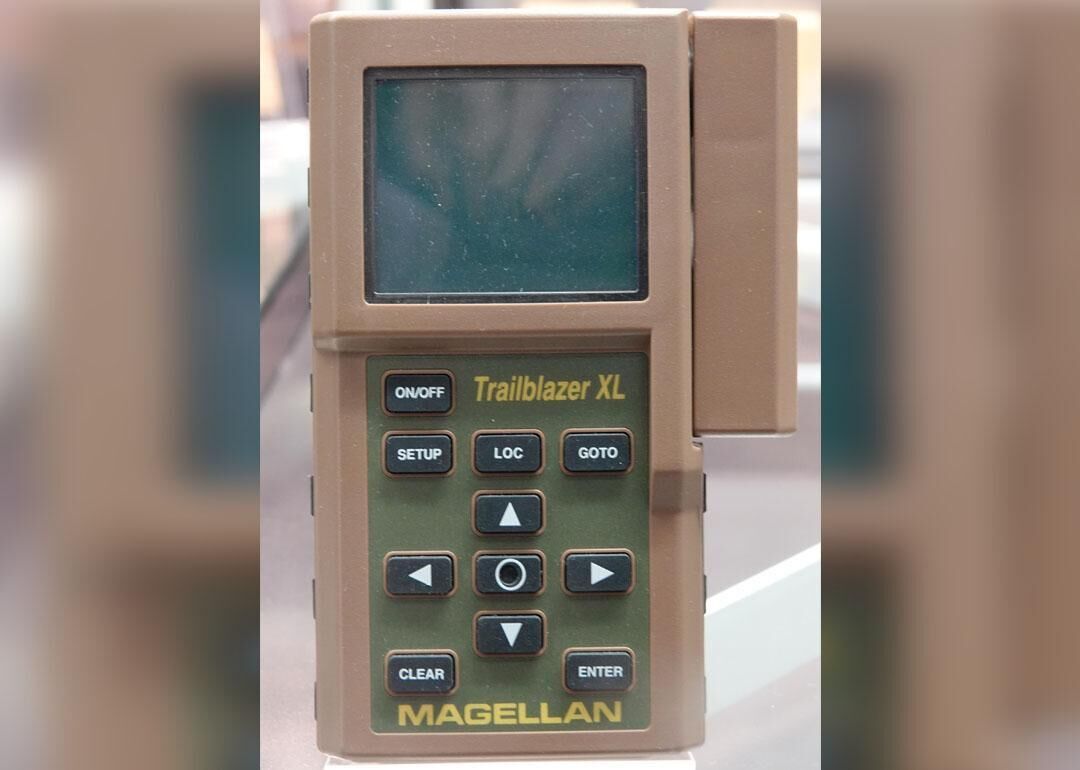 ON/OFF Trailblazer XL
SETUP LOC GOTO
CLEAR ENTER
MAGELLAN